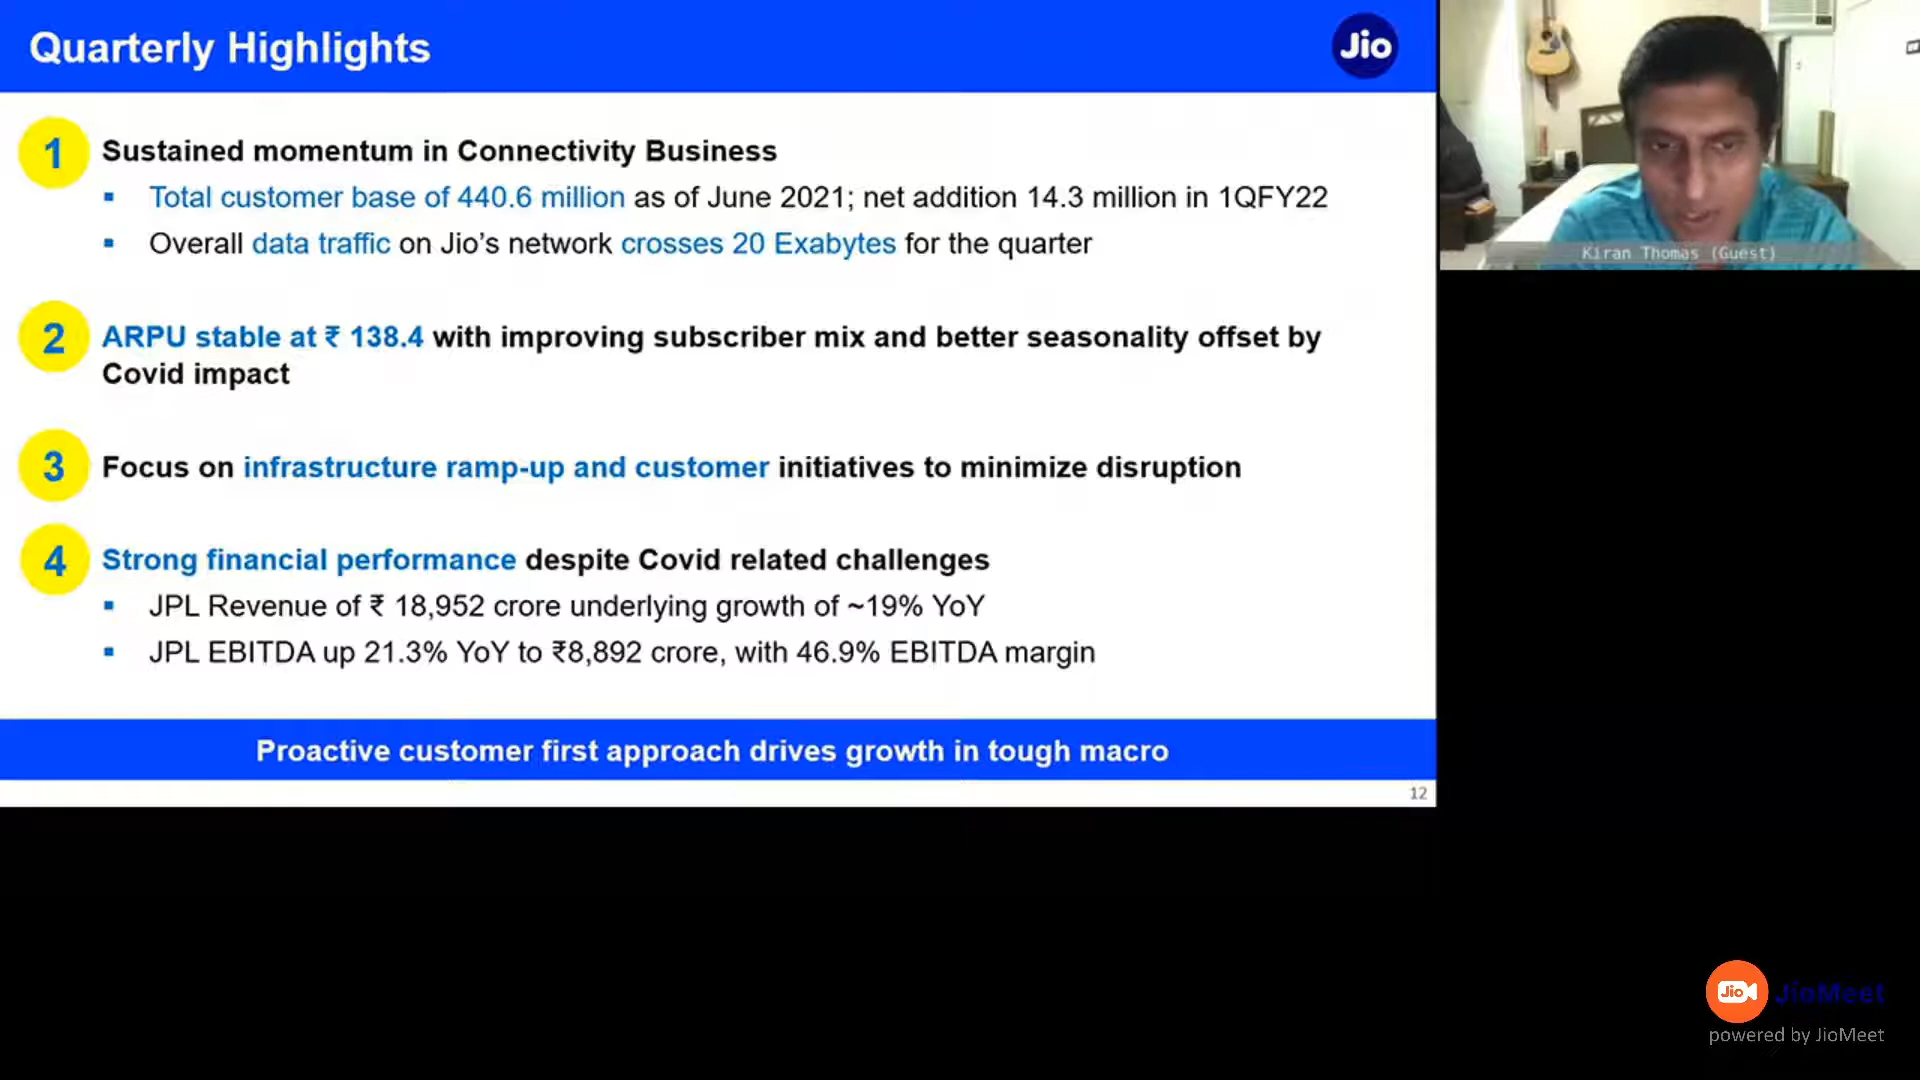 Quarterly Highlights
Jio
1
Sustained momentum in Connectivity Business
▪ Total customer base of 440.6 million as of June 2021; net addition 14.3 million in 1QFY22
▪ Overall data traffic on Jio's network crosses 20 Exabytes for the quarter
2
ARPU stable at ₹ 138.4 with improving subscriber mix and better seasonality offset by
Covid impact
3
Focus on infrastructure ramp-up and customer initiatives to minimize disruption
4
Strong financial performance despite Covid related challenges
▪ JPL Revenue of ₹ 18,952 crore underlying growth of ~19% YoY
▪ JPL EBITDA up 21.3% YoY to ₹8,892 crore, with 46.9% EBITDA margin
Proactive customer first approach drives growth in tough macro
12
Kiran Thomas (Guest)
Jio
JioMeet
powered by JioMeet